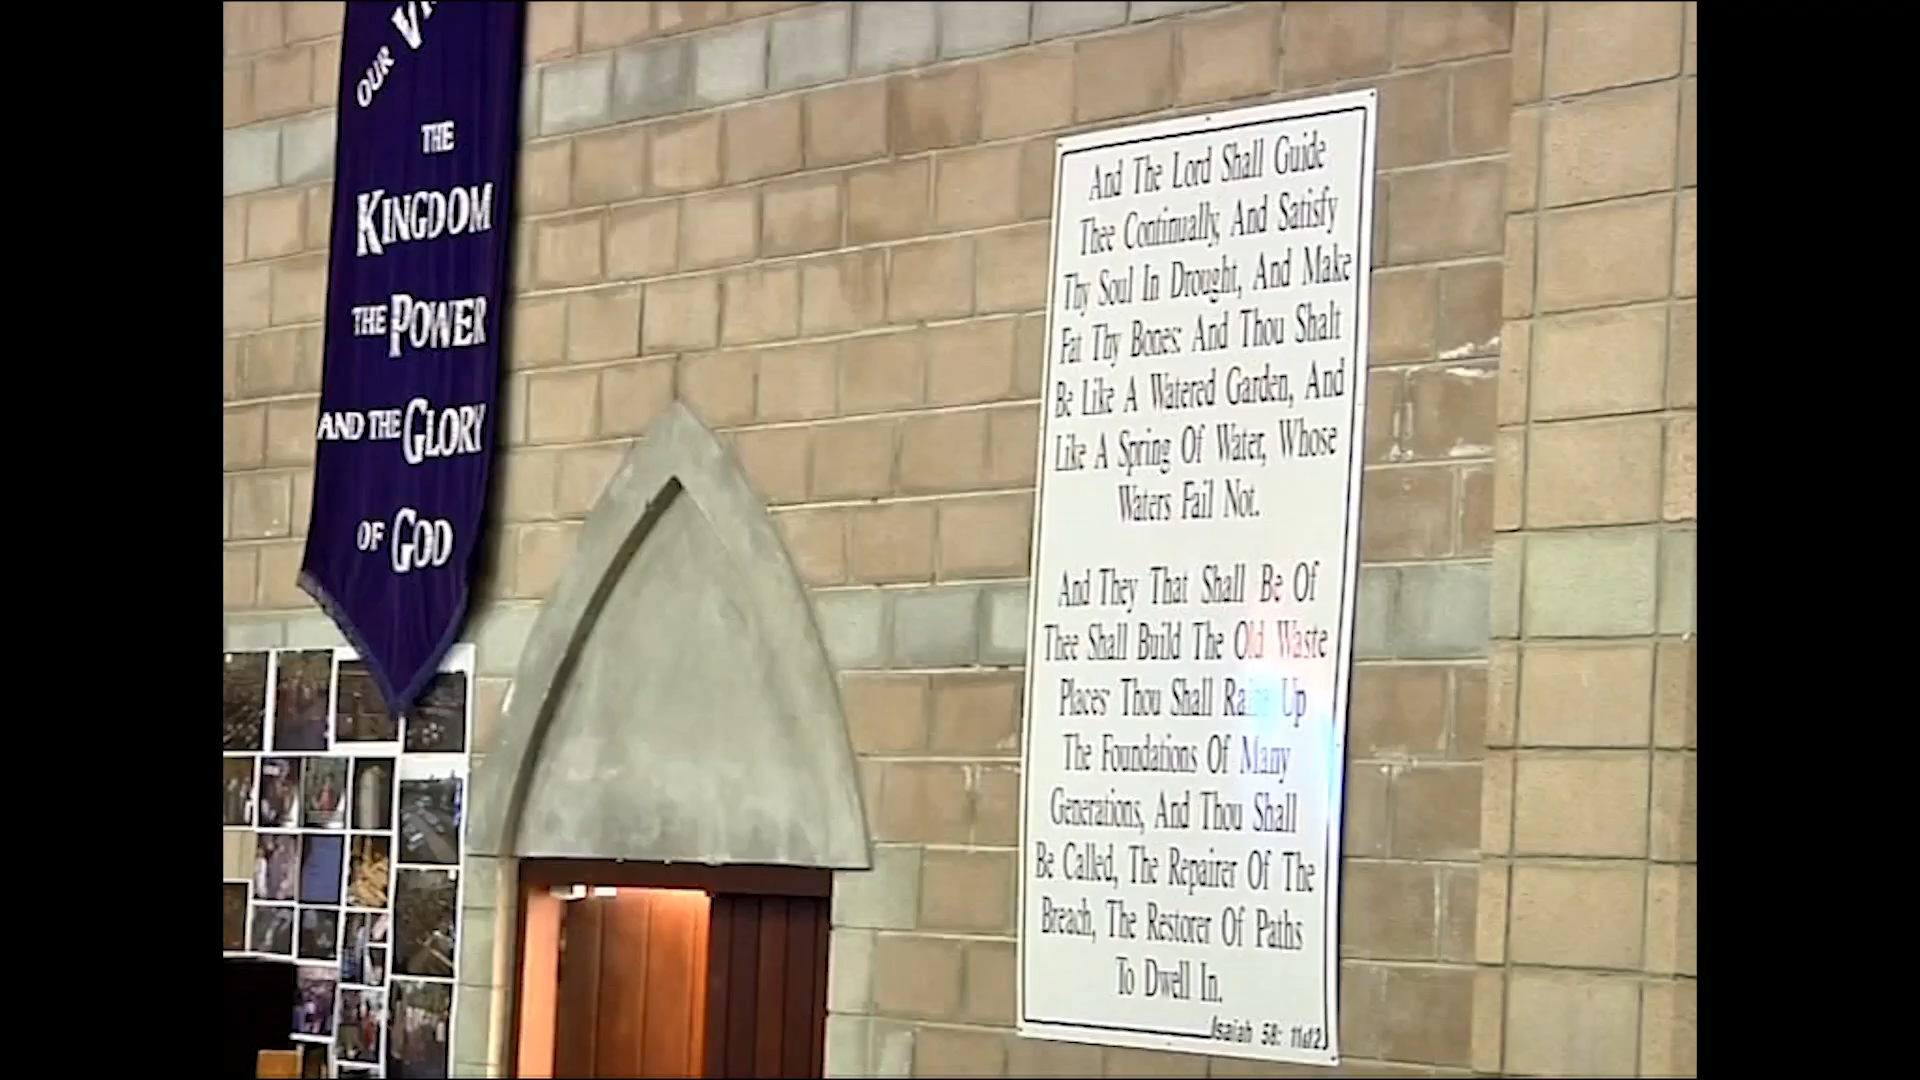 OUR
THE
KINGDOM
THE POWER
AND THE GLORY
OF GOD
And The Lord Shall Guide
Thee Continually, And Satisfy
Thy Soul In Drought, And Make
Fat Thy Bones: And Thou Shalt
Be Like A Watered Garden, And
Like A Spring Of Water, Whose
Waters Fail Not.
And They That Shall Be Of
Thee Shall Build The Old Waste
Places: Thou Shall Raise Up
The Foundations Of Many
Generations, And Thou Shall
Be Called, The Repairer Of The
Breach, The Restorer Of Paths
To Dwell In.
Isaiah 58: 11&12